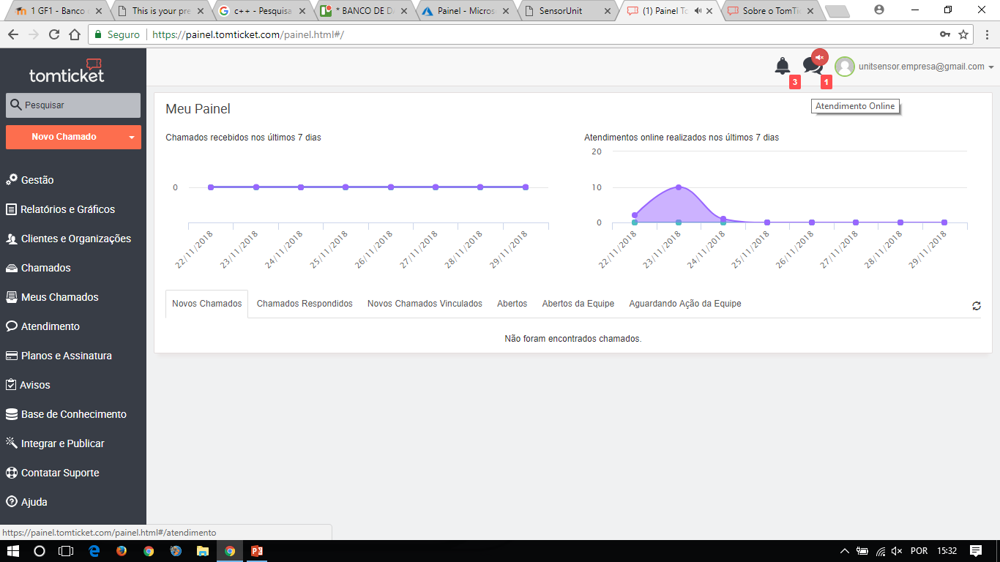 1 GF1 - Banco
This is your pre
c++ - Pesquisa
* BANCO DE D
Painel - Micros
SensorUnit
(1) Painel To
Sobre o TomTic
Seguro
https://painel.tomticket.com/painel.html#/
tomticket
3
1
unitsensor.empresa@gmail.com
Pesquisar
Atendimento Online
Novo Chamado
Gestão
Relatórios e Gráficos
Clientes e Organizações
Chamados
Meus Chamados
Atendimento
Planos e Assinatura
Avisos
Base de Conhecimento
Integrar e Publicar
Contatar Suporte
Ajuda
Meu Painel
Chamados recebidos nos últimos 7 dias
0
22/11/2018
23/11/2018
24/11/2018
25/11/2018
26/11/2018
27/11/2018
28/11/2018
29/11/2018
Atendimentos online realizados nos últimos 7 dias
20
10
0
22/11/2018
23/11/2018
24/11/2018
25/11/2018
26/11/2018
27/11/2018
28/11/2018
29/11/2018
Novos Chamados
Chamados Respondidos
Novos Chamados Vinculados
Abertos
Abertos da Equipe
Aguardando Ação da Equipe
Não foram encontrados chamados.
https://painel.tomticket.com/painel.html#/atendimento
POR
15:32